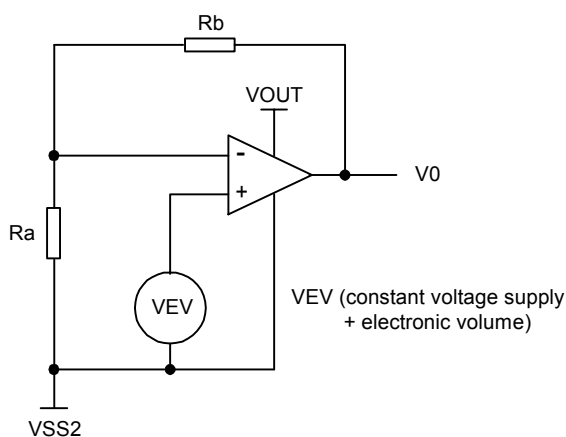 Rb
VOUT
-
V0
+
Ra
VEV
VEV (constant voltage supply
+ electronic volume)
VSS2